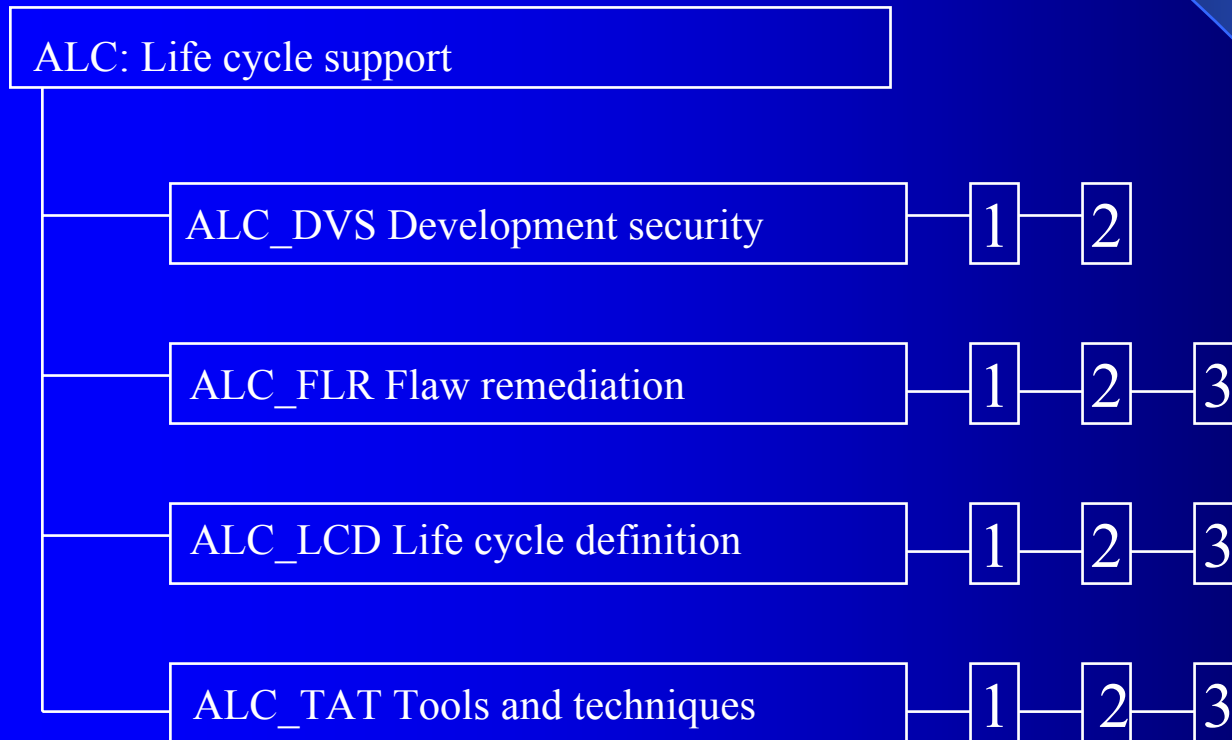 ALC: Life cycle support
ALC_DVS Development security 1 2
ALC_FLR Flaw remediation 1 2 3
ALC_LCD Life cycle definition 1 2 3
ALC_TAT Tools and techniques 1 2 3